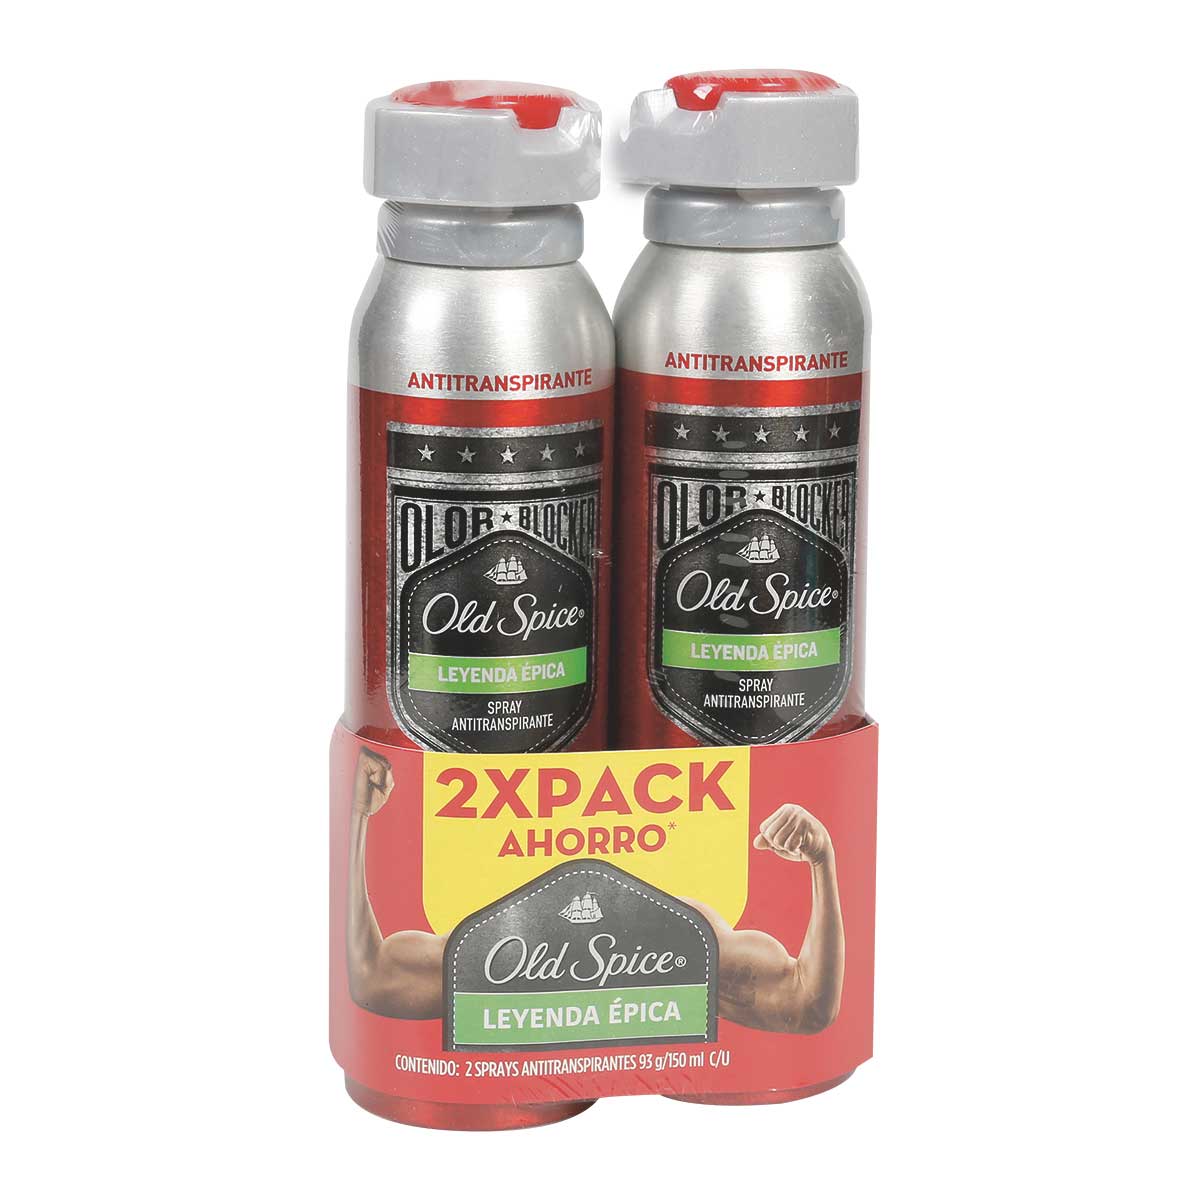 ANTITRANSPIRANTE
OLOR ★ BLOCKER
Old Spice®
LEYENDA ÉPICA
SPRAY
ANTITRANSPIRANTE
ANTITRANSPIRANTE
OLOR ★ BLOCKER
Old Spice®
LEYENDA ÉPICA
SPRAY
ANTITRANSPIRANTE
2XPACK
AHORRO*
Old Spice®
LEYENDA ÉPICA
CONTENIDO: 2 SPRAYS ANTITRANSPIRANTES 93 g/150 ml C/U